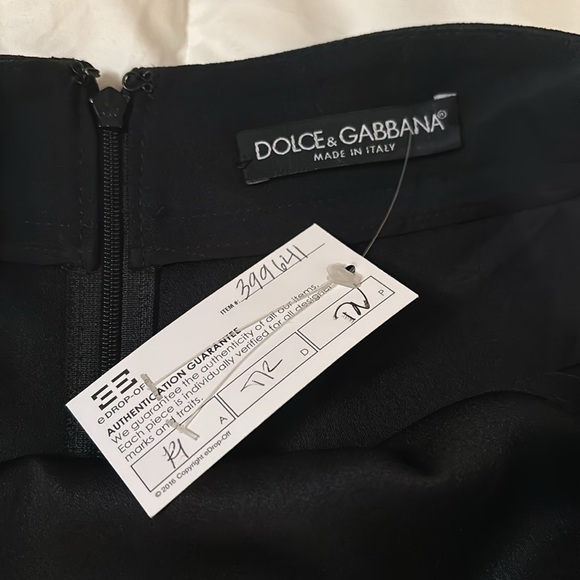 DOLCE & GABBANA®
MADE IN ITALY
ITEM #: 399641
eDROP-OFF
AUTHENTICATION GUARANTEE
We guarantee the authenticity of all our items.
Each piece is individually verified for all designer
marks and traits.
A
D
P
© 2016 Copyright eDrop-Off